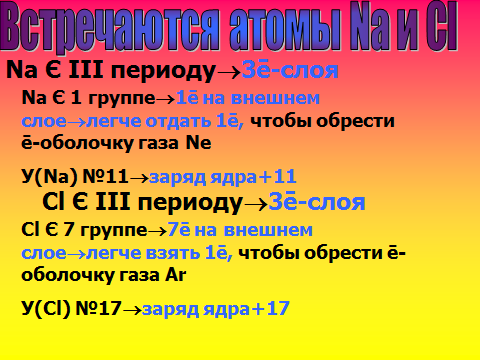 Встречаются атомы Na и Cl
Na Є III периоду→3ē-слоя
Na Є 1 группе→1ē на внешнем
слое→легче отдать 1ē, чтобы обрести
ē-оболочку газа Ne
У(Na) №11→заряд ядра+11
Cl Є III периоду→3ē-слоя
Cl Є 7 группе→7ē на внешнем
слое→легче взять 1ē, чтобы обрести ē-
оболочку газа Ar
У(Cl) №17→заряд ядра+17